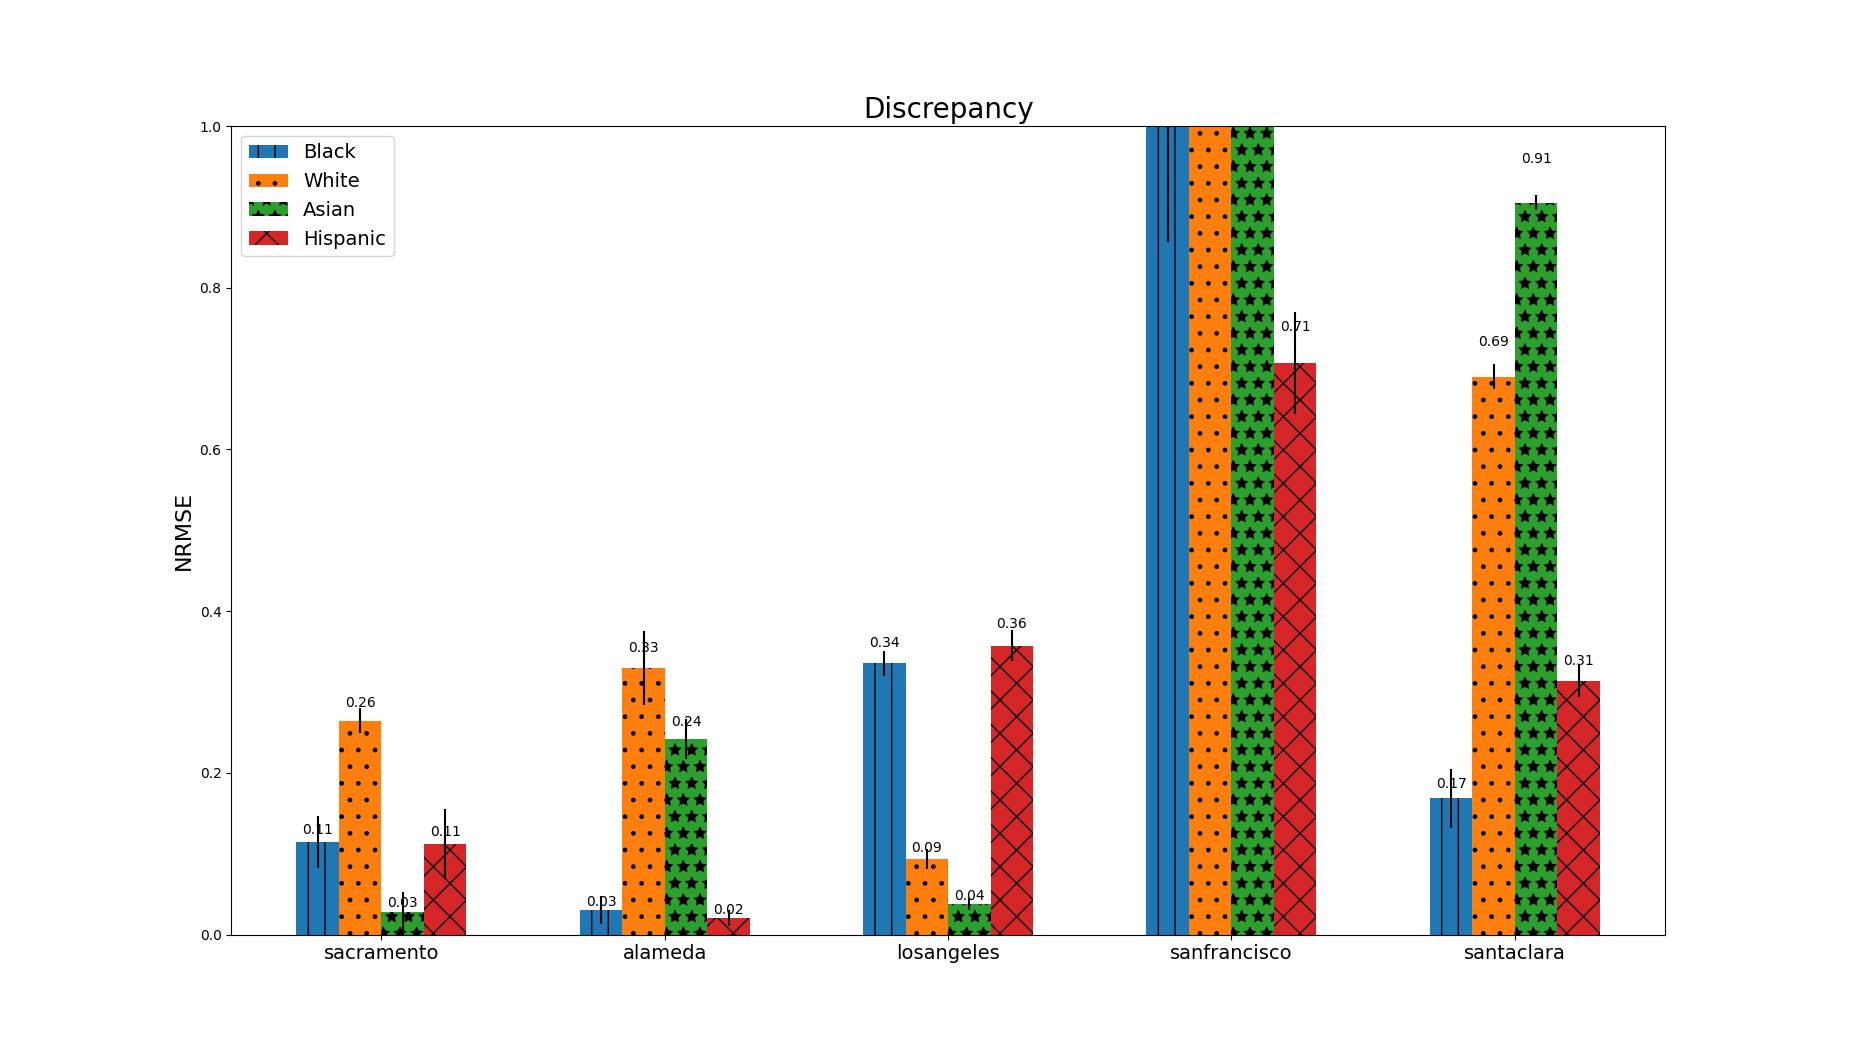 Discrepancy
1.0
0.8
0.6
0.4
0.2
0.0
NRMSE
Black
White
Asian
Hispanic
0.11
0.26
0.03
0.11
0.03
0.33
0.24
0.02
0.34
0.09
0.04
0.36
0.71
0.17
0.69
0.91
0.31
sacramento
alameda
losangeles
sanfrancisco
santaclara